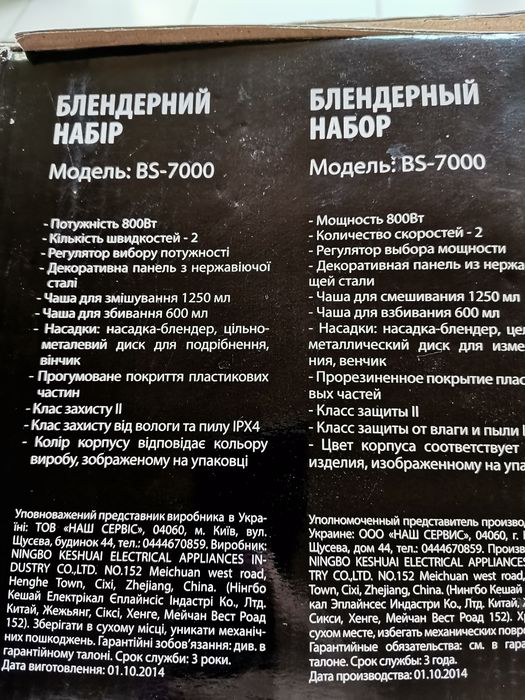 БЛЕНДЕРНИЙ
НАБІР
Модель: BS-7000
- Потужність 800Вт
- Кількість швидкостей - 2
- Регулятор вибору потужності
- Декоративна панель з нержавіючої
сталі
- Чаша для змішування 1250 мл
- Чаша для збивання 600 мл
- Насадки: насадка-блендер, цільно-
металевий диск для подрібнення,
вінчик
- Прогумоване покриття пластикових
частин
- Клас захисту II
- Клас захисту від вологи та пилу IPX4
- Колір корпусу відповідає кольору
виробу, зображеному на упаковці
Уповноважений представник виробника в Укра-
їні: ТОВ «НАШ СЕРВІС», 04060, м. Київ, вул.
Щусєва, будинок 44, тел.: 0444670859. Виробник:
NINGBO KESHUAI ELECTRICAL APPLIANCES IN-
DUSTRY CO.,LTD. NO.152 Meichuan west road,
Henghe Town, Cixi, Zhejiang, China. (Нінгбо
Кешай Електрікал Еплайнсіс Індастрі Ко., Лтд.
Китай, Жежьянг, Сіксі, Хенге, Мейчан Вест Роад
152). Зберігати в сухому місці, уникати механіч-
них пошкоджень. Гарантійні зобов'язання: див. в
гарантійному талоні. Срок служби: 3 роки.
Дата виготовлення: 01.10.2014
БЛЕНДЕРНЫЙ
НАБОР
Модель: BS-7000
- Мощность 800Вт
- Количество скоростей - 2
- Регулятор выбора мощности
- Декоративная панель из нержа
щей стали
- Чаша для смешивания 1250 мл
- Чаша для взбивания 600 мл
- Насадки: насадка-блендер, цел
металлический диск для изме
ния, венчик
- Прорезиненное покрытие плас
вых частей
- Класс защиты II
- Класс защиты от влаги и пыли I
- Цвет корпуса соответствует
изделия, изображенному на упа
Уполномоченный представитель произво
Украине: ООО «НАШ СЕРВИС», 04060, г.
Щусева, дом 44, тел.: 0444670859. Произво
NINGBO KESHUAI ELECTRICAL APPLIANCES
TRY CO.,LTD. NO.152 Meichuan west road,
Town, Cixi, Zhejiang, China. (Нингбо Кешай
кал Эплайнсес Индастри Ко., Лтд. Китай,
Сикси, Хенге, Мейчан Вест Роад 152). Хр
сухом месте, избегать механических повре
Гарантийные обязательства: см. в гара
талоне. Срок службы: 3 года.
Дата производства: 01.10.2014